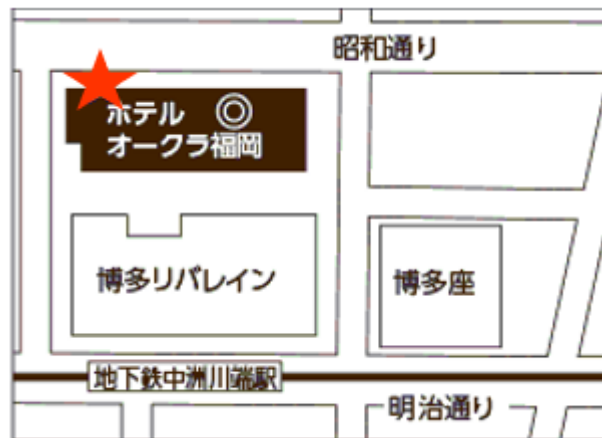 昭和通り
ホテル
オークラ福岡
博多リバレイン
博多座
地下鉄中洲川端駅
明治通り